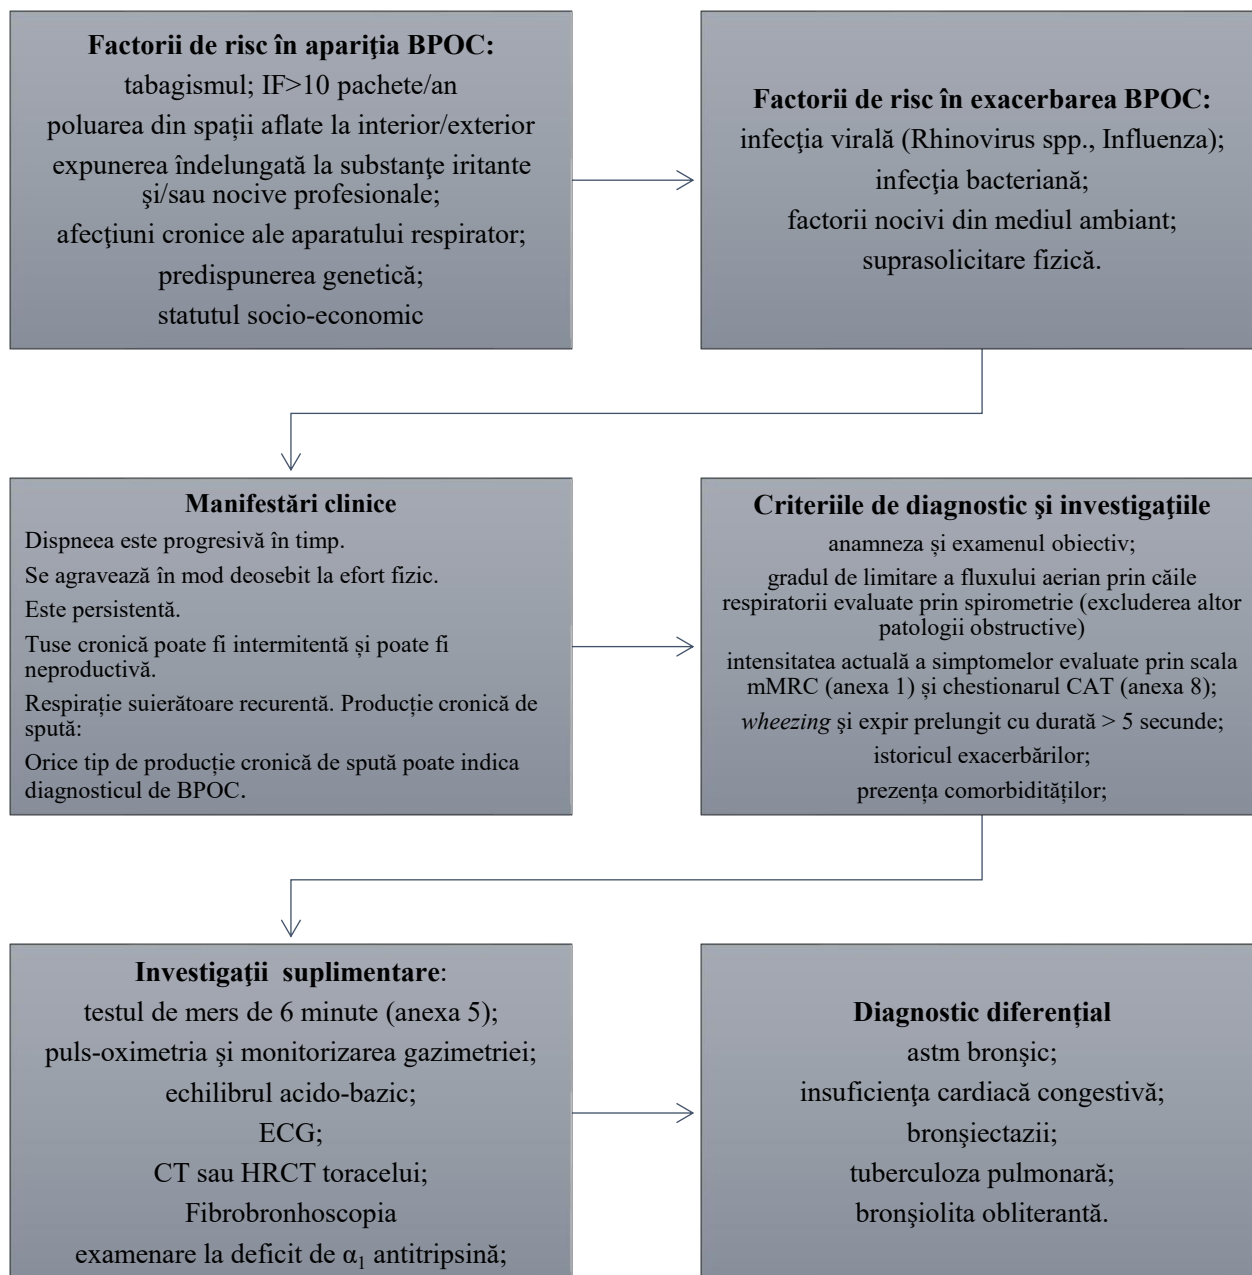 Factorii de risc în apariţia BPOC:
tabagismul; IF>10 pachete/an
poluarea din spații aflate la interior/exterior
expunerea îndelungată la substanţe iritante
şi/sau nocive profesionale;
afecţiuni cronice ale aparatului respirator;
predispunerea genetică;
statutul socio-economic
Factorii de risc în exacerbarea BPOC:
infecţia virală (Rhinovirus spp., Influenza);
infecţia bacteriană;
factorii nocivi din mediul ambiant;
suprasolicitare fizică.
Manifestări clinice
Dispneea este progresivă în timp.
Se agravează în mod deosebit la efort fizic.
Este persistentă.
Tuse cronică poate fi intermitentă și poate fi
neproductivă.
Respirație suierătoare recurentă. Producție cronică de
spută:
Orice tip de producție cronică de spută poate indica
diagnosticul de BPOC.
Criteriile de diagnostic şi investigaţiile
anamneza și examenul obiectiv;
gradul de limitare a fluxului aerian prin căile
respiratorii evaluate prin spirometrie (excluderea altor
patologii obstructive)
intensitatea actuală a simptomelor evaluate prin scala
mMRC (anexa 1) și chestionarul CAT (anexa 8);
wheezing şi expir prelungit cu durată > 5 secunde;
istoricul exacerbărilor;
prezența comorbidităților;
Investigaţii suplimentare:
testul de mers de 6 minute (anexa 5);
puls-oximetria şi monitorizarea gazimetriei;
echilibrul acido-bazic;
ECG;
CT sau HRCT toracelui;
Fibrobronhoscopia
examenare la deficit de α₁ antitripsină;
Diagnostic diferențial
astm bronşic;
insuficienţa cardiacă congestivă;
bronşiectazii;
tuberculoza pulmonară;
bronşiolita obliterantă.